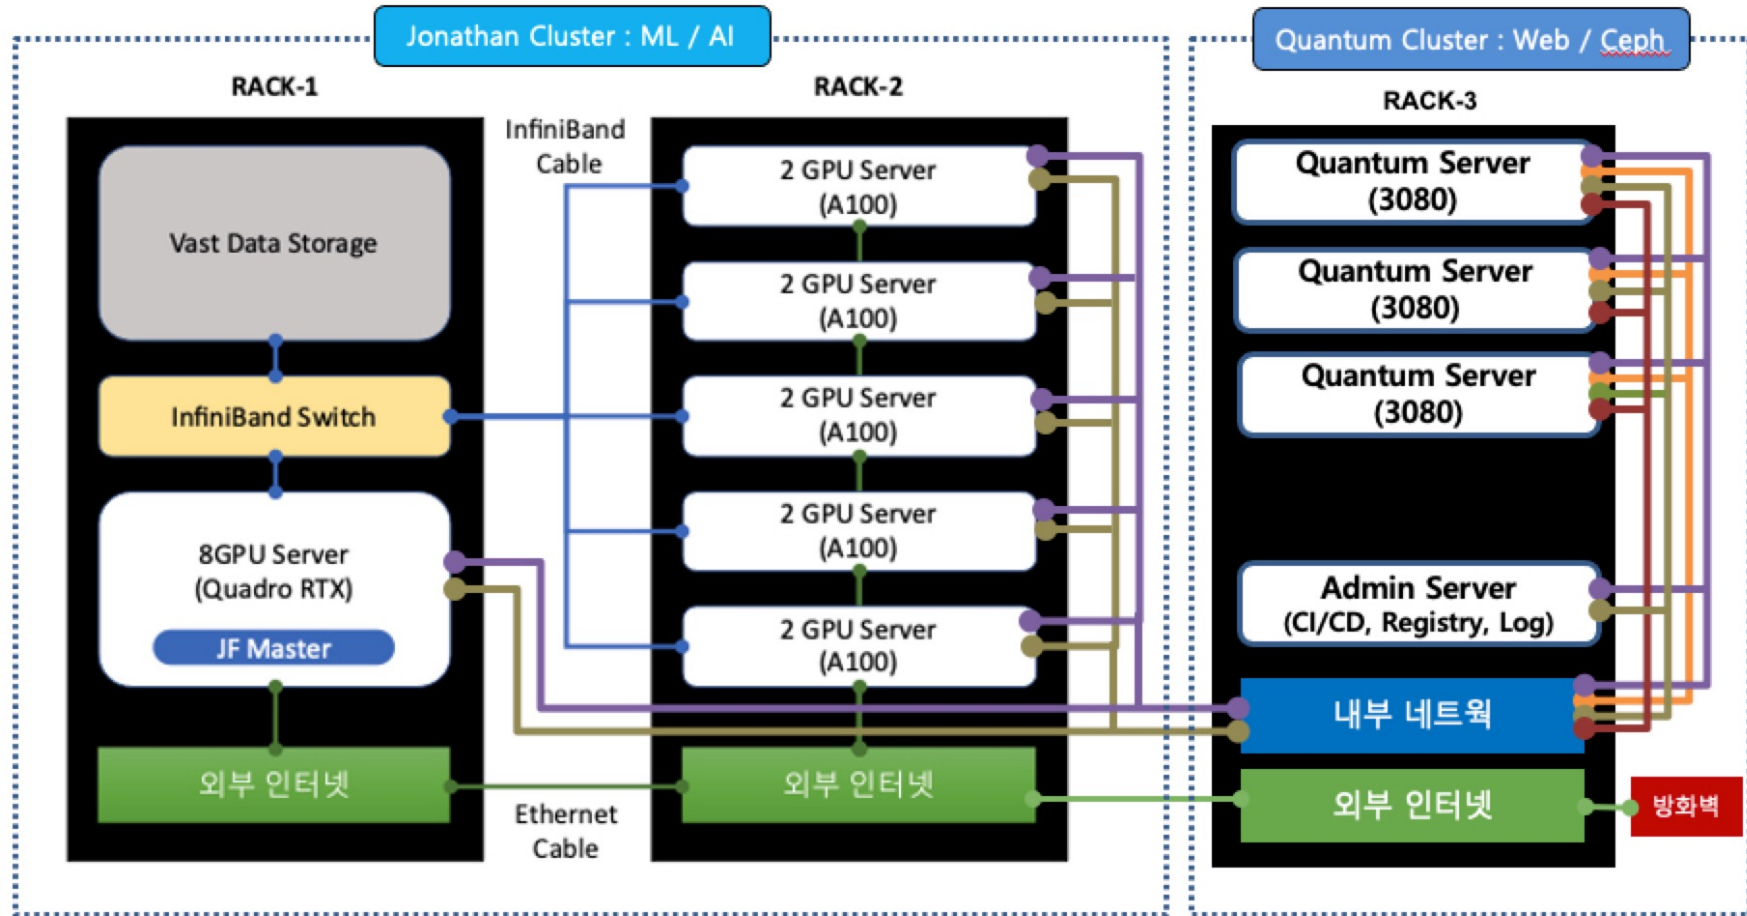 Jonathan Cluster : ML / AI
Quantum Cluster : Web / Ceph
RACK-1
RACK-2
RACK-3
InfiniBand
Cable
Vast Data Storage
InfiniBand Switch
8GPU Server
(Quadro RTX)
JF Master
외부 인터넷
Ethernet
Cable
2 GPU Server
(A100)
2 GPU Server
(A100)
2 GPU Server
(A100)
2 GPU Server
(A100)
2 GPU Server
(A100)
외부 인터넷
Quantum Server
(3080)
Quantum Server
(3080)
Quantum Server
(3080)
Admin Server
(CI/CD, Registry, Log)
내부 네트웍
외부 인터넷
방화벽